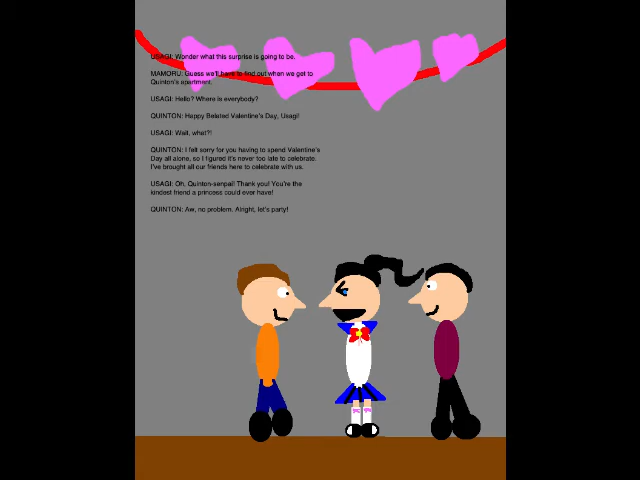 USAGI: Wonder what this surprise is going to be.
MAMORU: Guess we'll have to find out when we get to
Quinton's apartment.
USAGI: Hello? Where is everybody?
QUINTON: Happy Belated Valentine's Day, Usagi!
USAGI: Wait, what?!
QUINTON: I felt sorry for you having to spend Valentine's
Day all alone, so I figured it's never too late to celebrate.
I've brought all our friends here to celebrate with us.
USAGI: Oh, Quinton-senpai! Thank you! You're the
kindest friend a princess could ever have!
QUINTON: Aw, no problem. Alright, let's party!